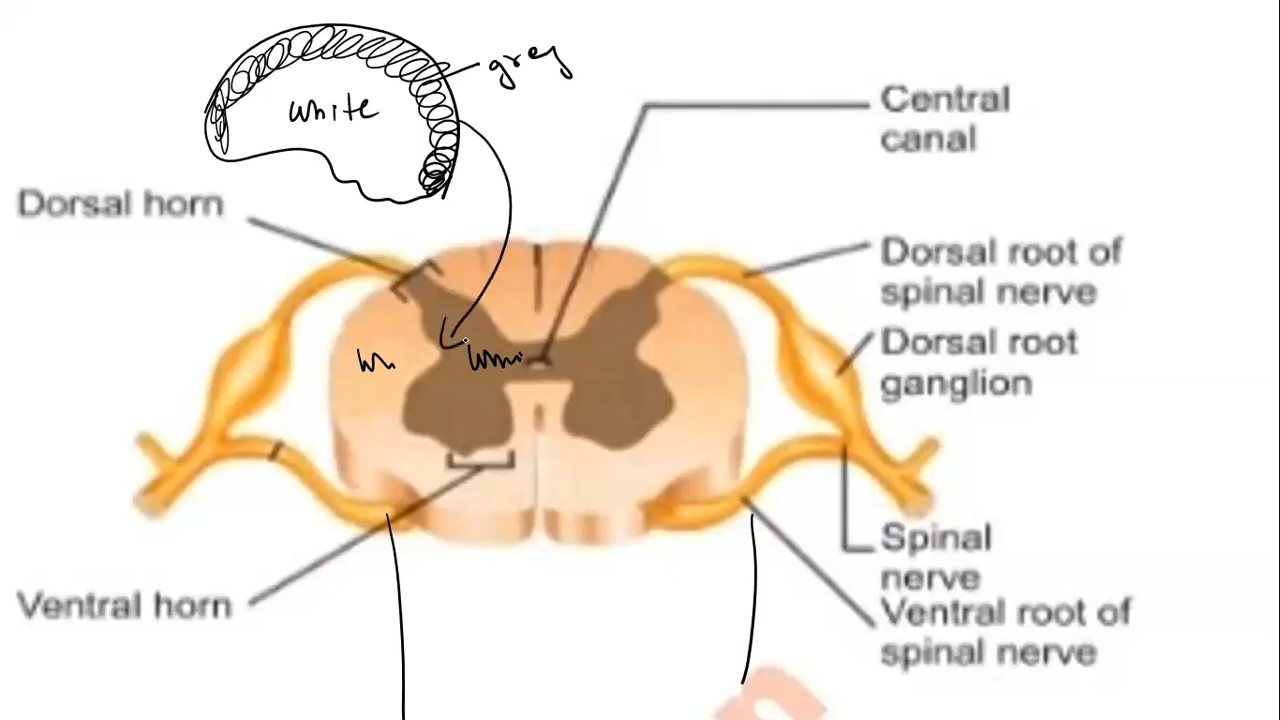 grey
white
Central
canal
Dorsal horn
Dorsal root of
spinal nerve
Dorsal root
ganglion
Spinal
nerve
Ventral horn
Ventral root of
spinal nerve